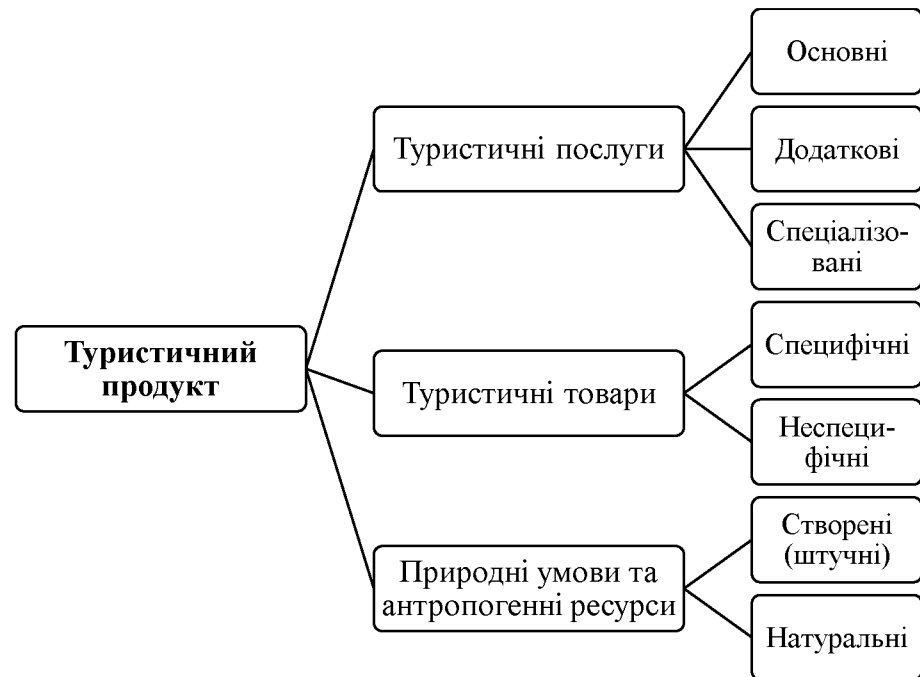 Туристичний
продукт
Туристичні послуги
Основні
Додаткові
Спеціалізо-
вані
Туристичні товари
Специфічні
Неспеци-
фічні
Природні умови та
антропогенні ресурси
Створені
(штучні)
Натуральні